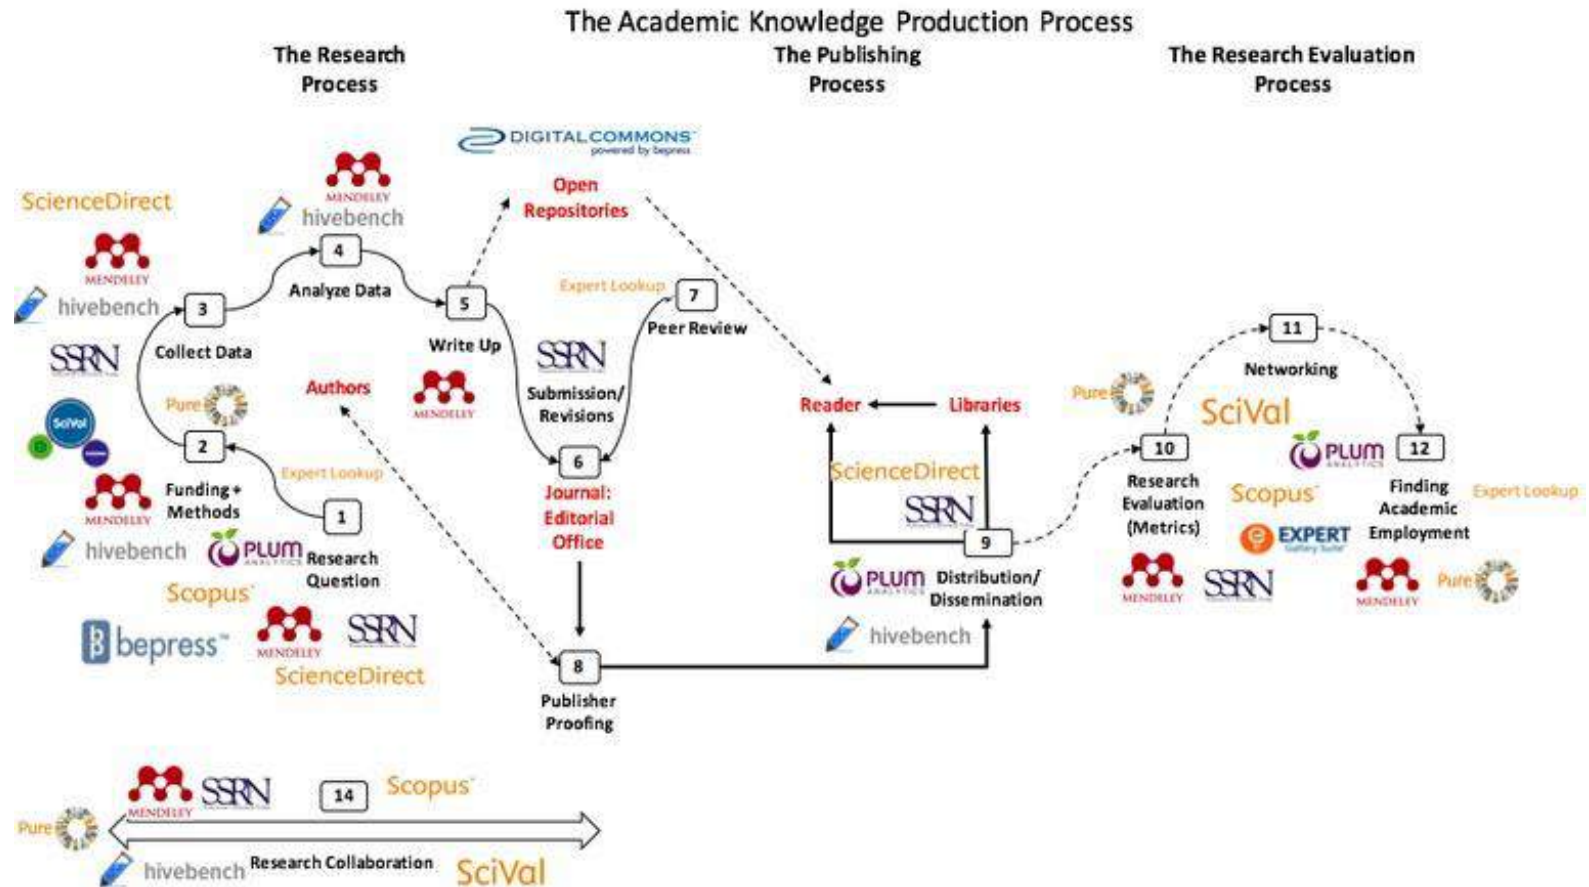 The Academic Knowledge Production Process
The Research
Process
The Publishing
Process
The Research Evaluation
Process
DIGITALCOMMONS
powered by bepress
Open
Repositories
ScienceDirect
MENDELEY
hivebench
MENDELEY
hivebench
4
Analyze Data
3
Collect Data
5
Write Up
Expert Lookup
7
Peer Review
SSRN
Pure
SciVal
2
Funding+
Methods
MENDELEY
hivebench
Expert Lookup
1
Research
Question
PLUM
ANALYTICS
Scopus
bepress™
MENDELEY
SSRN
ScienceDirect
Authors
MENDELEY
SSRN
Submission/
Revisions
6
Journal:
Editorial
Office
8
Publisher
Proofing
Reader
Libraries
ScienceDirect
SSRN
9
Distribution/
Dissemination
PLUM
ANALYTICS
hivebench
11
Networking
Pure
SciVal
10
Research
Evaluation
(Metrics)
PLUM
ANALYTICS
12
Finding
Academic
Employment
Scopus
EXPERT
Expert Lookup
MENDELEY
SSRN
MENDELEY
Pure
MENDELEY
SSRN
14
Scopus
Pure
hivebench
Research Collaboration
SciVal